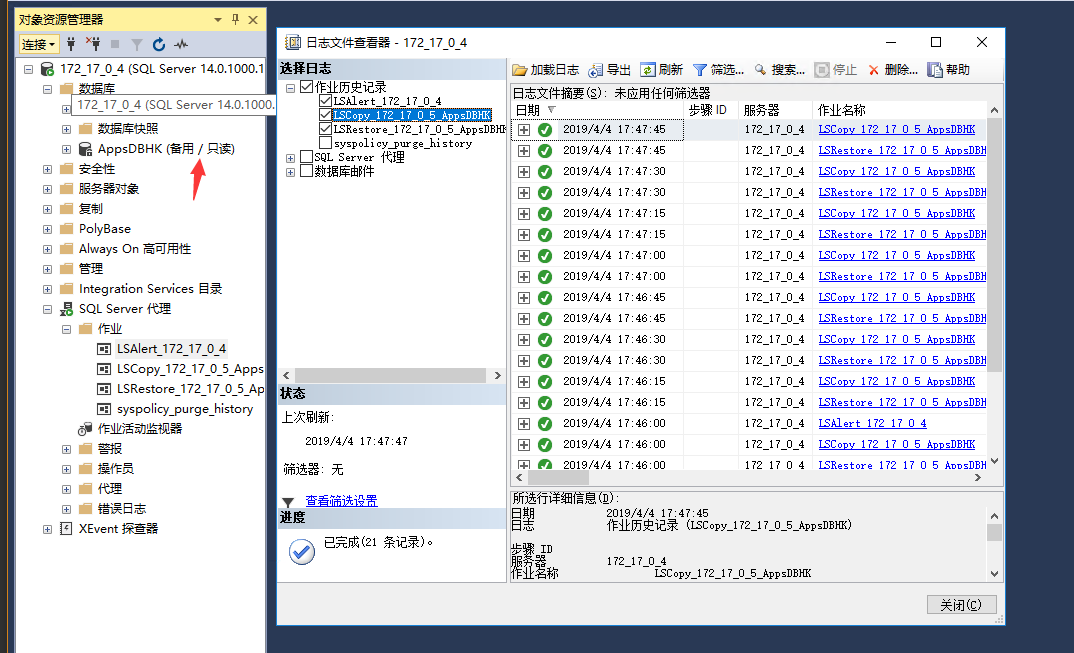 对象资源管理器
连接
172_17_0_4 (SQL Server 14.0.1000.1
数据库
172_17_0_4 (SQL Server 14.0.1000.
数据库快照
AppsDBHK (备用 / 只读)
安全性
服务器对象
复制
PolyBase
Always On 高可用性
管理
Integration Services 目录
SQL Server 代理
作业
LSAlert_172_17_0_4
LSCopy_172_17_0_5_Apps
LSRestore_172_17_0_5_Ap
syspolicy_purge_history
作业活动监视器
警报
操作员
代理
错误日志
XEvent 探查器
日志文件查看器 - 172_17_0_4
选择日志
作业历史记录
LSAlert_172_17_0_4
LSCopy_172_17_0_5_AppsDBHK
LSRestore_172_17_0_5_AppsDBHK
syspolicy_purge_history
SQL Server 代理
数据库邮件
状态
上次刷新:
2019/4/4 17:47:47
筛选器: 无
查看筛选设置
进度
已完成(21 条记录)。
加载日志 导出 刷新 筛选... 搜索... 停止 删除... 帮助
日志文件摘要(S): 未应用任何筛选器
日期 步骤 ID 服务器 作业名称
2019/4/4 17:47:45 172_17_0_4 LSCopy_172_17_0_5_AppsDBHK
2019/4/4 17:47:45 172_17_0_4 LSRestore_172_17_0_5_AppsDBH
2019/4/4 17:47:30 172_17_0_4 LSCopy_172_17_0_5_AppsDBHK
2019/4/4 17:47:30 172_17_0_4 LSRestore_172_17_0_5_AppsDBH
2019/4/4 17:47:15 172_17_0_4 LSCopy_172_17_0_5_AppsDBHK
2019/4/4 17:47:15 172_17_0_4 LSRestore_172_17_0_5_AppsDBH
2019/4/4 17:47:00 172_17_0_4 LSCopy_172_17_0_5_AppsDBHK
2019/4/4 17:47:00 172_17_0_4 LSRestore_172_17_0_5_AppsDBH
2019/4/4 17:46:45 172_17_0_4 LSCopy_172_17_0_5_AppsDBHK
2019/4/4 17:46:45 172_17_0_4 LSRestore_172_17_0_5_AppsDBH
2019/4/4 17:46:30 172_17_0_4 LSCopy_172_17_0_5_AppsDBHK
2019/4/4 17:46:30 172_17_0_4 LSRestore_172_17_0_5_AppsDBH
2019/4/4 17:46:15 172_17_0_4 LSCopy_172_17_0_5_AppsDBHK
2019/4/4 17:46:15 172_17_0_4 LSRestore_172_17_0_5_AppsDBH
2019/4/4 17:46:00 172_17_0_4 LSAlert_172_17_0_4
2019/4/4 17:46:00 172_17_0_4 LSCopy_172_17_0_5_AppsDBHK
2019/4/4 17:46:00 172_17_0_4 LSRestore_172_17_0_5_AppsDBH
所选行详细信息(D):
日期 2019/4/4 17:47:45
日志 作业历史记录 (LSCopy_172_17_0_5_AppsDBHK)
步骤 ID
服务器 172_17_0_4
作业名称 LSCopy_172_17_0_5_AppsDBHK
关闭(C)